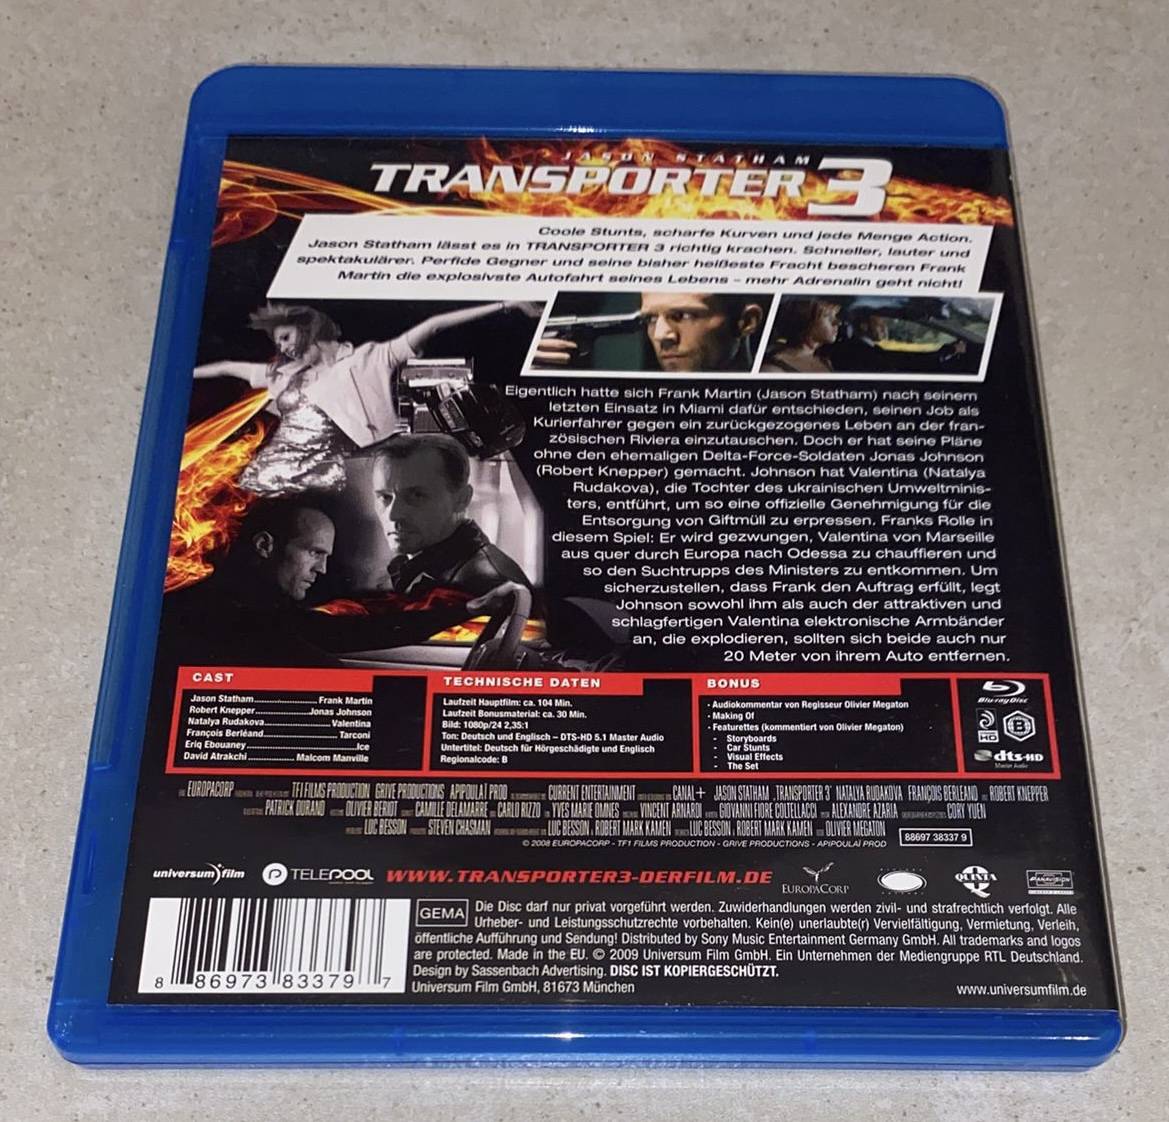 JASON STATHAM
TRANSPORTER 3
Coole Stunts, scharfe Kurven und jede Menge Action.
Jason Statham lässt es in TRANSPORTER 3 richtig krachen. Schneller, lauter und
spektakulärer. Perfide Gegner und seine bisher heißeste Fracht bescheren Frank
Martin die explosivste Autofahrt seines Lebens – mehr Adrenalin geht nicht!
Eigentlich hatte sich Frank Martin (Jason Statham) nach seinem
letzten Einsatz in Miami dafür entschieden, seinen Job als
Kurierfahrer gegen ein zurückgezogenes Leben an der fran-
zösischen Riviera einzutauschen. Doch er hat seine Pläne
ohne den ehemaligen Delta-Force-Soldaten Jonas Johnson
(Robert Knepper) gemacht. Johnson hat Valentina (Natalya
Rudakova), die Tochter des ukrainischen Umweltminis-
ters, entführt, um so eine offizielle Genehmigung für die
Entsorgung von Giftmüll zu erpressen. Franks Rolle in
diesem Spiel: Er wird gezwungen, Valentina von Marseille
aus quer durch Europa nach Odessa zu chauffieren und
so den Suchtrupps des Ministers zu entkommen. Um
sicherzustellen, dass Frank den Auftrag erfüllt, legt
Johnson sowohl ihm als auch der attraktiven und
schlagfertigen Valentina elektronische Armbänder
an, die explodieren, sollten sich beide auch nur
20 Meter von ihrem Auto entfernen.
CAST
Jason Statham Frank Martin
Robert Knepper Jonas Johnson
Natalya Rudakova Valentina
François Berléand Tarconi
Eriq Ebouaney Ice
David Atrakchi Malcom Manville
TECHNISCHE DATEN
Laufzeit Hauptfilm: ca. 104 Min.
Laufzeit Bonusmaterial: ca. 30 Min.
Bild: 1080p/24 2,35:1
Ton: Deutsch und Englisch – DTS-HD 5.1 Master Audio
Untertitel: Deutsch für Hörgeschädigte und Englisch
Regionalcode: B
BONUS
- Audiokommentar von Regisseur Olivier Megaton
- Making Of
- Featurettes (kommentiert von Olivier Megaton)
- Storyboards
- Car Stunts
- Visual Effects
- The Set
Blu-ray Disc
HD
B
dts-HD
Master Audio
EUROPACORP TF1 FILMS PRODUCTION GRIVE PRODUCTIONS APIPOULAÏ PROD CURRENT ENTERTAINMENT CANAL+ JASON STATHAM "TRANSPORTER 3" NATALYA RUDAKOVA FRANÇOIS BERLEAND ROBERT KNEPPER
PATRICK DURAND OLIVIER BERIOT CAMILLE DELAMARRE CARLO RIZZO YVES MARIE OMNES VINCENT ARNARDI GIOVANNI FIORE COLTELLACCI ALEXANDRE AZARIA CORY YUEN
LUC BESSON STEVEN CHASMAN LUC BESSON ROBERT MARK KAMEN LUC BESSON ROBERT MARK KAMEN OLIVIER MEGATON
© 2008 EUROPACORP - TF1 FILMS PRODUCTION - GRIVE PRODUCTIONS - APIPOULAÏ PROD
88697 38337 9
universum film
TELEPOOL
WWW.TRANSPORTER3-DERFILM.DE
EUROPACORP
QUINTA
PANAVISION
GEMA
Die Disc darf nur privat vorgeführt werden. Zuwiderhandlungen werden zivil- und strafrechtlich verfolgt. Alle
Urheber- und Leistungsschutzrechte vorbehalten. Kein(e) unerlaubte(r) Vervielfältigung, Vermietung, Verleih,
öffentliche Aufführung und Sendung! Distributed by Sony Music Entertainment Germany GmbH. All trademarks and logos
are protected. Made in the EU. © 2009 Universum Film GmbH. Ein Unternehmen der Mediengruppe RTL Deutschland.
Design by Sassenbach Advertising. DISC IST KOPIERGESCHÜTZT.
Universum Film GmbH, 81673 München
www.universumfilm.de
8 86973 83379 7